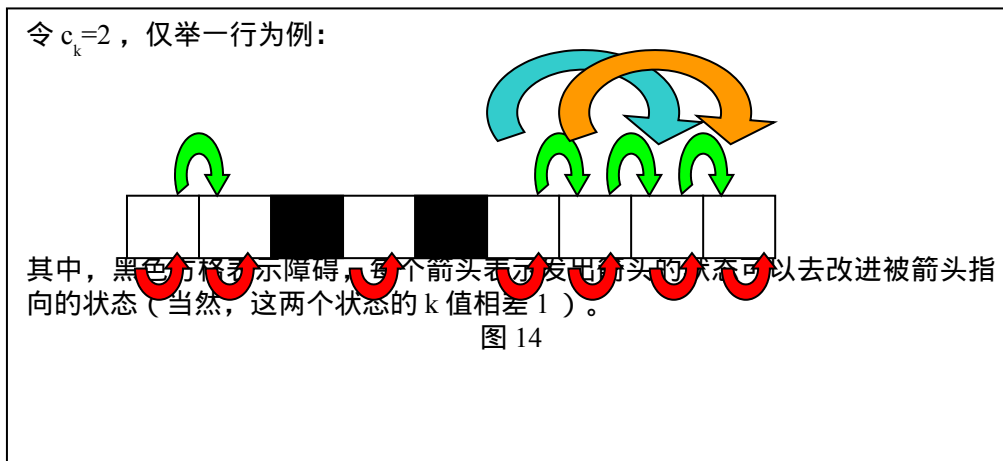 令 cₖ=2，仅举一行为例：
其中，黑色方格表示障碍，每个箭头表示发出箭头的状态可以去改进被箭头指
向的状态（当然，这两个状态的 k 值相差 1）。
图 14